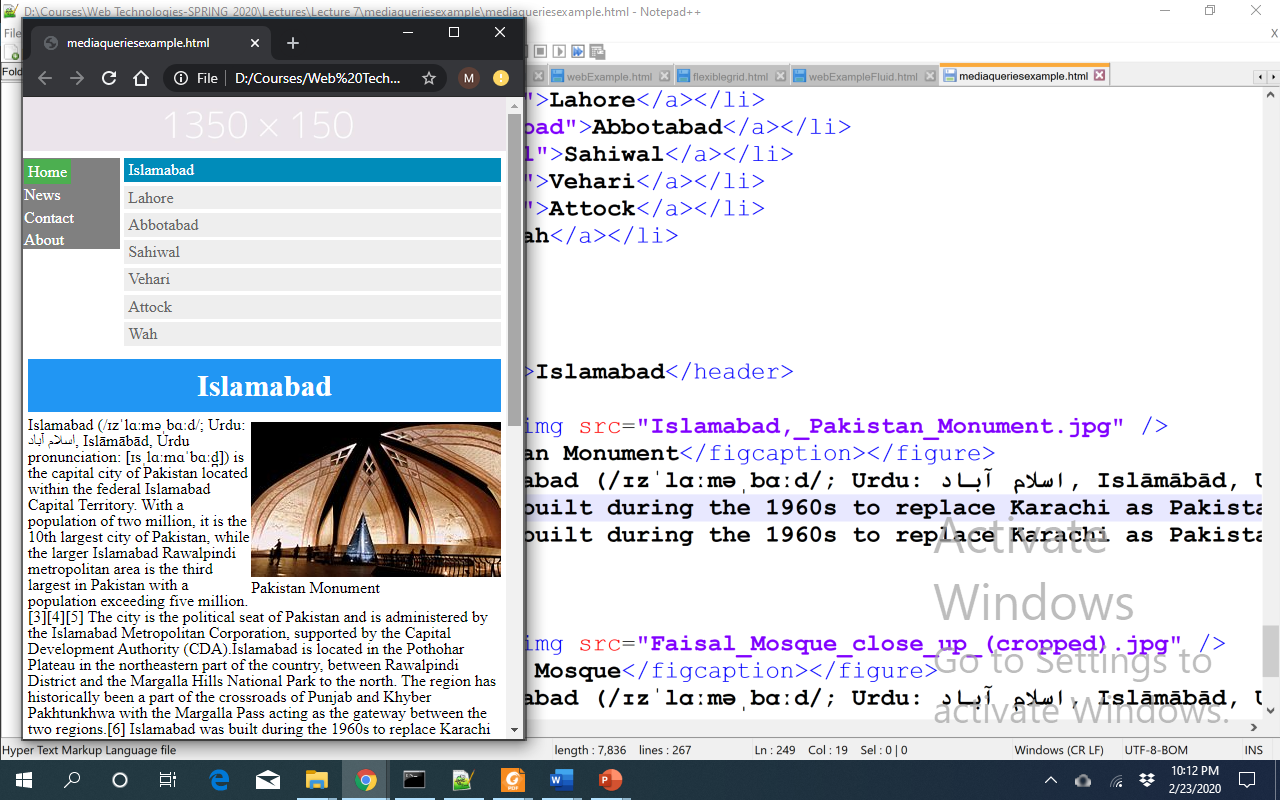 D:\Courses\Web Technologies-SPRING_2020\Lectures\Lecture 7\mediaqueriesexample\mediaqueriesexample.html - Notepad++
File
X
mediaqueriesexample.html
File
D:/Courses/Web%20Tech...
M
webExample.html
flexiblegrid.html
webExampleFluid.html
mediaqueriesexample.html
1350 × 150
Home
News
Contact
About
Islamabad
Lahore
Abbotabad
Sahiwal
Vehari
Attock
Wah
Islamabad
Islamabad (/ɪzˈlɑːməˌbɑːd/; Urdu:
اسلام آباد‎, Islāmābād, Urdu
pronunciation: [ɪsˌlaːmɑˈbɑːd̪]) is
the capital city of Pakistan located
within the federal Islamabad
Capital Territory. With a
population of two million, it is the
10th largest city of Pakistan, while
the larger Islamabad Rawalpindi
metropolitan area is the third
largest in Pakistan with a
population exceeding five million.
Pakistan Monument
[3][4][5] The city is the political seat of Pakistan and is administered by
the Islamabad Metropolitan Corporation, supported by the Capital
Development Authority (CDA).Islamabad is located in the Pothohar
Plateau in the northeastern part of the country, between Rawalpindi
District and the Margalla Hills National Park to the north. The region has
historically been a part of the crossroads of Punjab and Khyber
Pakhtunkhwa with the Margalla Pass acting as the gateway between the
two regions.[6] Islamabad was built during the 1960s to replace Karachi
">Lahore</a></li>
bad">Abbotabad</a></li>
l">Sahiwal</a></li>
">Vehari</a></li>
">Attock</a></li>
ah</a></li>
>Islamabad</header>
img src="Islamabad,_Pakistan_Monument.jpg" />
an Monument</figcaption></figure>
abad (/ɪzˈlɑːməˌbɑːd/; Urdu: اسلام آباد‎, Islāmābād, U
built during the 1960s to replace Karachi as Pakista
built during the 1960s to replace Karachi as Pakista
img src="Faisal_Mosque_close_up_(cropped).jpg" />
Mosque</figcaption></figure>
abad (/ɪzˈlɑːməˌbɑːd/; Urdu: اسلام آباد‎, Islāmābād, U
Activate
Windows
Go to Settings to
activate Windows.
Hyper Text Markup Language file
length : 7,836 lines : 267
Ln : 249 Col : 19 Sel : 0 | 0
Windows (CR LF)
UTF-8-BOM
INS
10:12 PM
2/23/2020